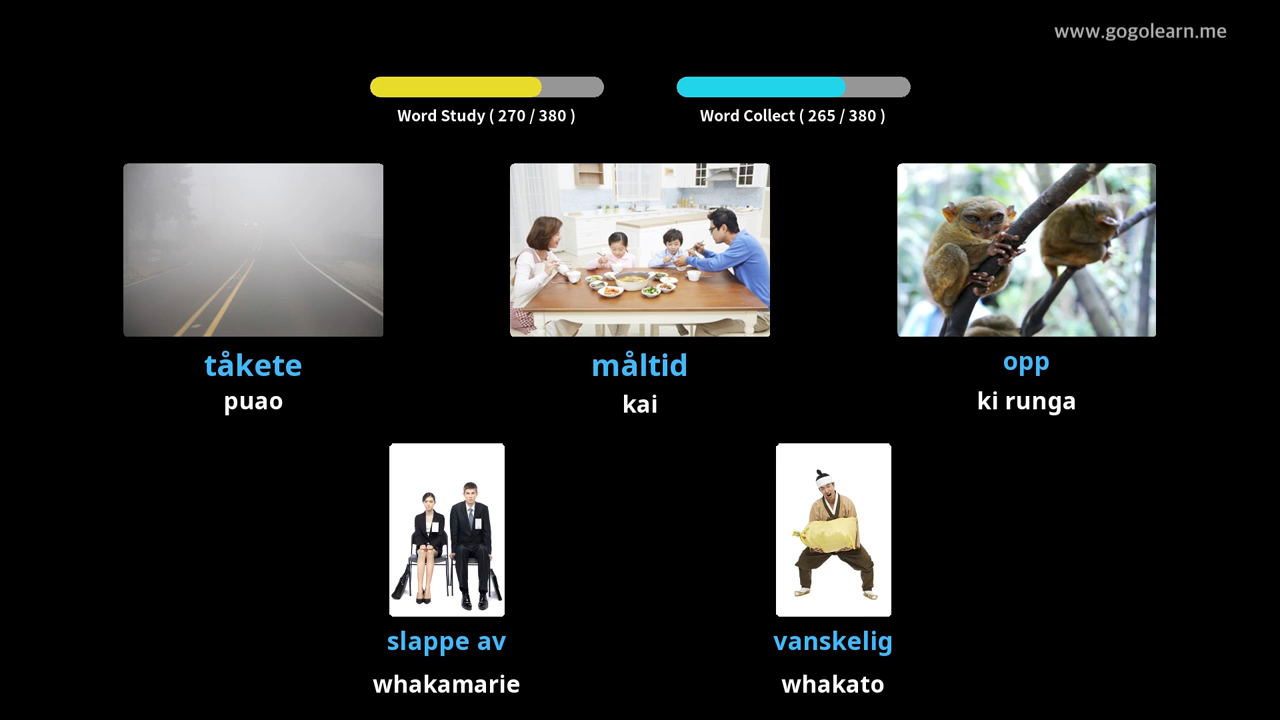 www.gogolearn.me
Word Study ( 270 / 380 )
Word Collect ( 265 / 380 )
tåkete
puao
måltid
kai
opp
ki runga
slappe av
whakamarie
vanskelig
whakato